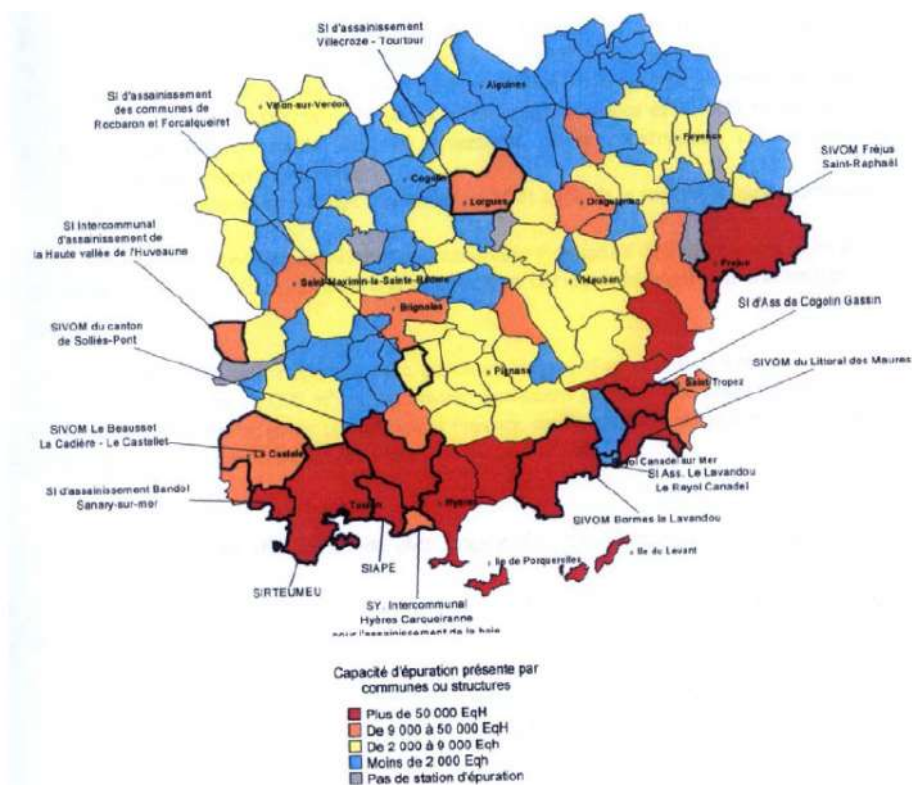 SI d'assainissement
Villecroze - Tourtour
SI d'assainissement
des communes de
Rocbaron et Forcalqueiret
SI Intercommunal
d'assainissement de
la Haute vallée de l'Huveaune
SIVOM du canton
de Solliés-Pont
SIVOM Le Beausset
La Cadière - Le Castellet
SI d'assainissement Bandol
Sanary-sur-mer
SIRTEUMEU
SIAPE
SY. Intercommunal
Hyères Carqueiranne
pour l'assainissement de la baie
SIVOM Bormes le Lavandou
SI Ass. Le Lavandou
Le Rayol Canadel
SIVOM du Littoral des Maures
SI d'Ass de Cogolin Gassin
SIVOM Fréjus
Saint-Raphaël
Aiguines
Vinon-sur-Verdon
Fayence
Cogolin
Lorgues
Draguignan
Fréjus
Saint-Maximin-la-Sainte-Baume
Vidauban
Brignoles
Pignans
Saint-Tropez
Le Castellet
Rayol Canadel sur Mer
Toulon
Hyères
Ile de Porquerolles
Ile du Levant
Capacité d'épuration présente par
communes ou structures
Plus de 50 000 EqH
De 9 000 à 50 000 EqH
De 2 000 à 9 000 Eqh
Moins de 2 000 Eqh
Pas de station d'épuration